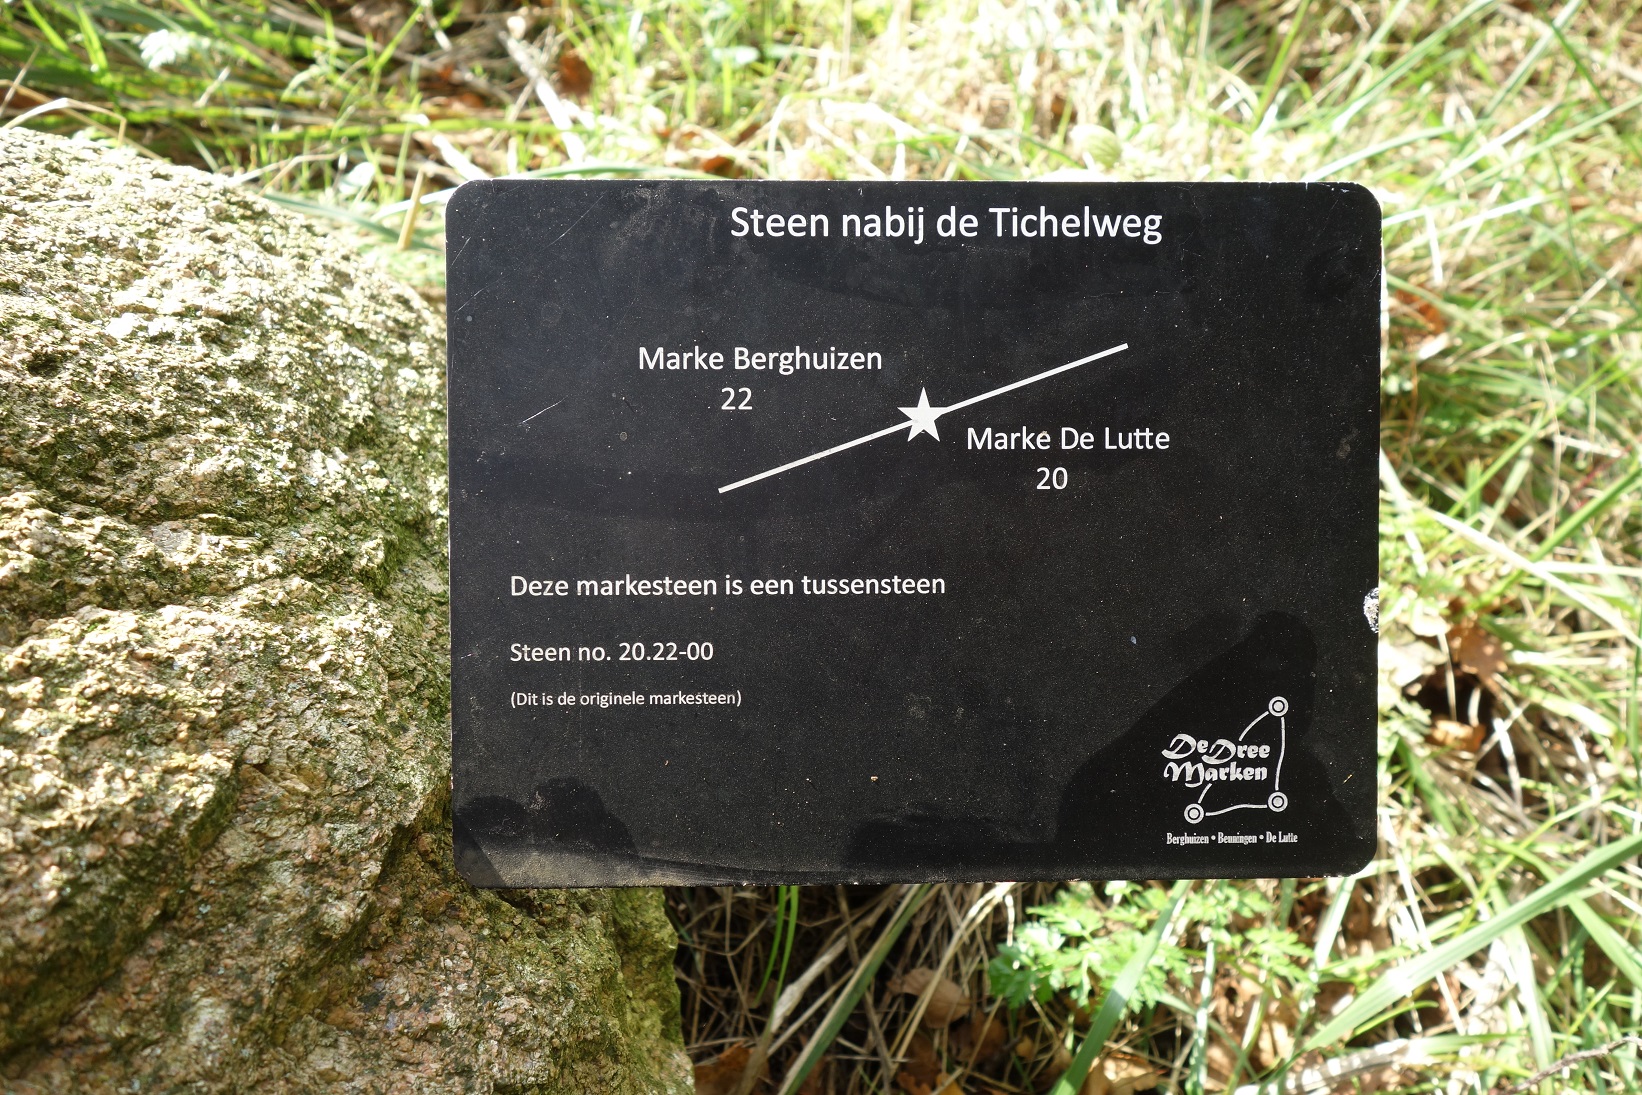 Steen nabij de Tichelweg
Marke Berghuizen
22
Marke De Lutte
20
Deze markesteen is een tussensteen
Steen no. 20.22-00
(Dit is de originele markesteen)
De Dree
Marken
Berghuizen • Beuningen • De Lutte